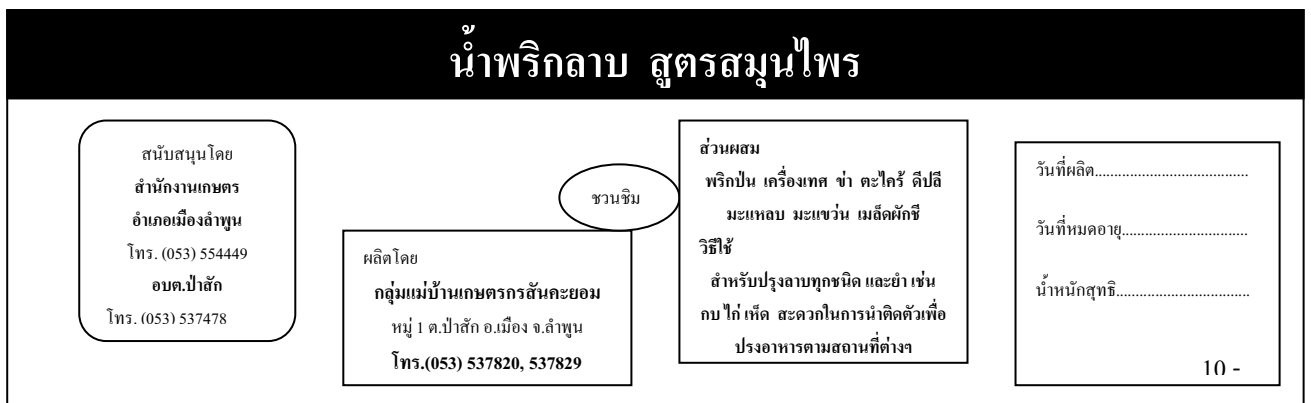 น้ำพริกลาบ สูตรสมุนไพร
สนับสนุนโดย
สำนักงานเกษตร
อำเภอเมืองลำพูน
โทร. (053) 554449
อบต.ป่าสัก
โทร. (053) 537478
ผลิตโดย
กลุ่มแม่บ้านเกษตรกรสันคะยอม
หมู่ 1 ต.ป่าสัก อ.เมือง จ.ลำพูน
โทร.(053) 537820, 537829
ชวนชิม
ส่วนผสม
พริกป่น เครื่องเทศ ข่า ตะไคร้ ดีปลี
มะแหลบ มะแขว่น เมล็ดผักชี
วิธีใช้
สำหรับปรุงลาบทุกชนิด และยำ เช่น
กบ ไก่ เห็ด สะดวกในการนำติดตัวเพื่อ
ปรงอาหารตามสถานที่ต่างๆ
วันที่ผลิต......................................
วันที่หมดอายุ...............................
น้ำหนักสุทธิ.................................
10 -